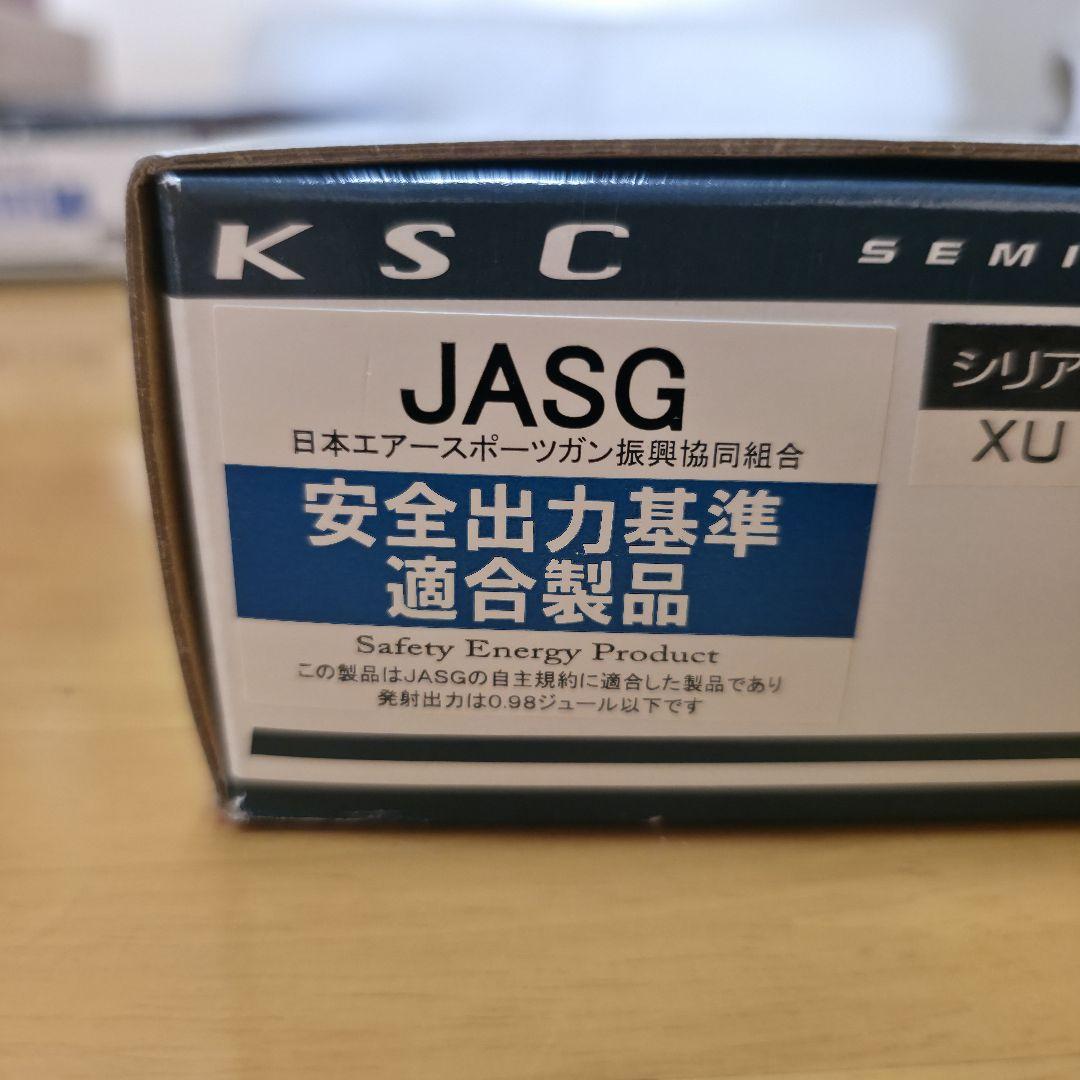 KSC
SEMI
JASG
日本エアースポーツガン振興協同組合
安全出力基準
適合製品
Safety Energy Product
この製品はJASGの自主規約に適合した製品であり
発射出力は0.98ジュール以下です
シリア
XU